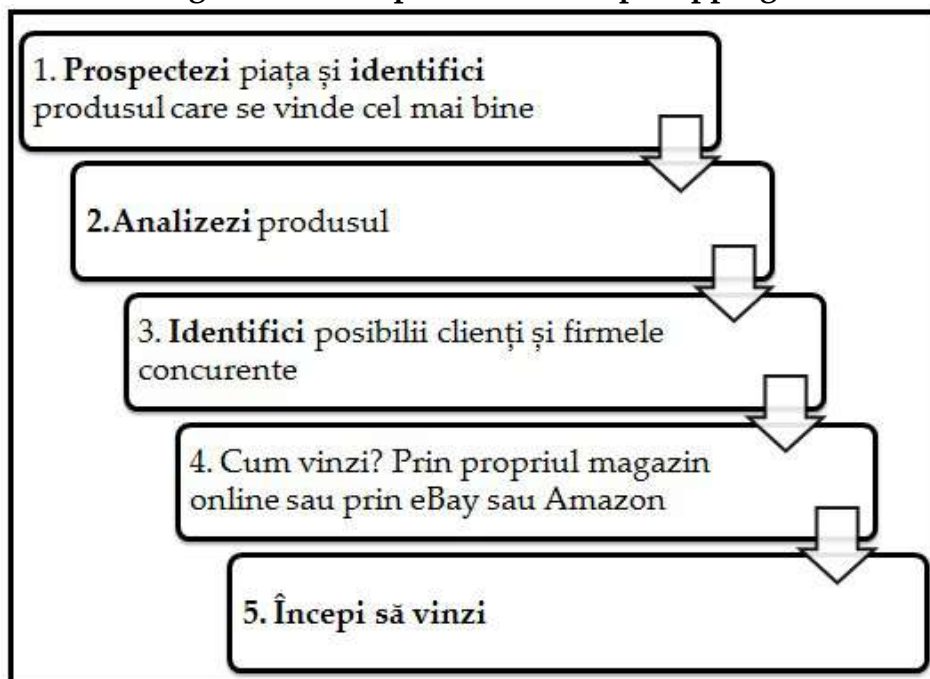 1. Prospectezi piața și identifici
produsul care se vinde cel mai bine
2.Analizezi produsul
3. Identifici posibilii clienți și firmele
concurente
4. Cum vinzi? Prin propriul magazin
online sau prin eBay sau Amazon
5. Începi să vinzi